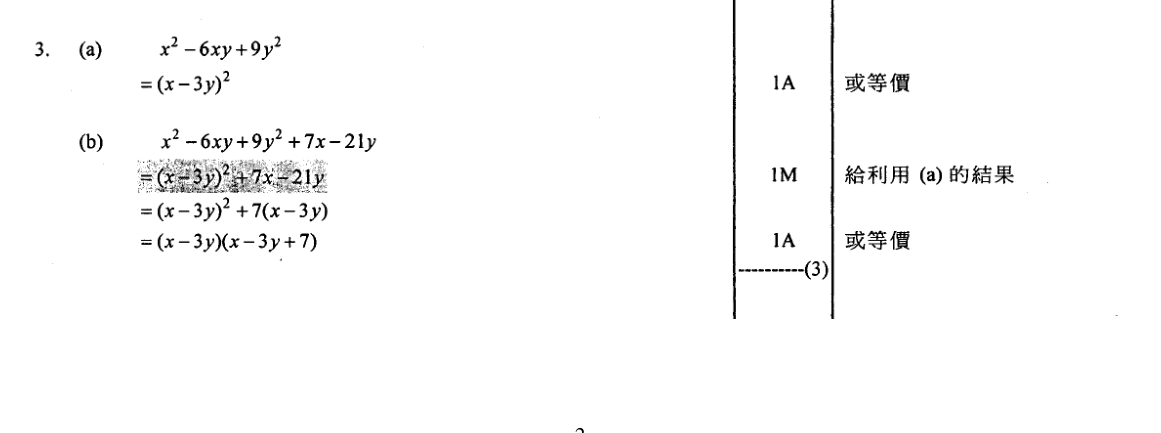 3. (a) x² − 6xy + 9y²
= (x − 3y)² 1A 或等價
(b) x² − 6xy + 9y² + 7x − 21y
= (x − 3y)² + 7x − 21y 1M 給利用 (a) 的結果
= (x − 3y)² + 7(x − 3y)
= (x − 3y)(x − 3y + 7) 1A 或等價
----------(3)